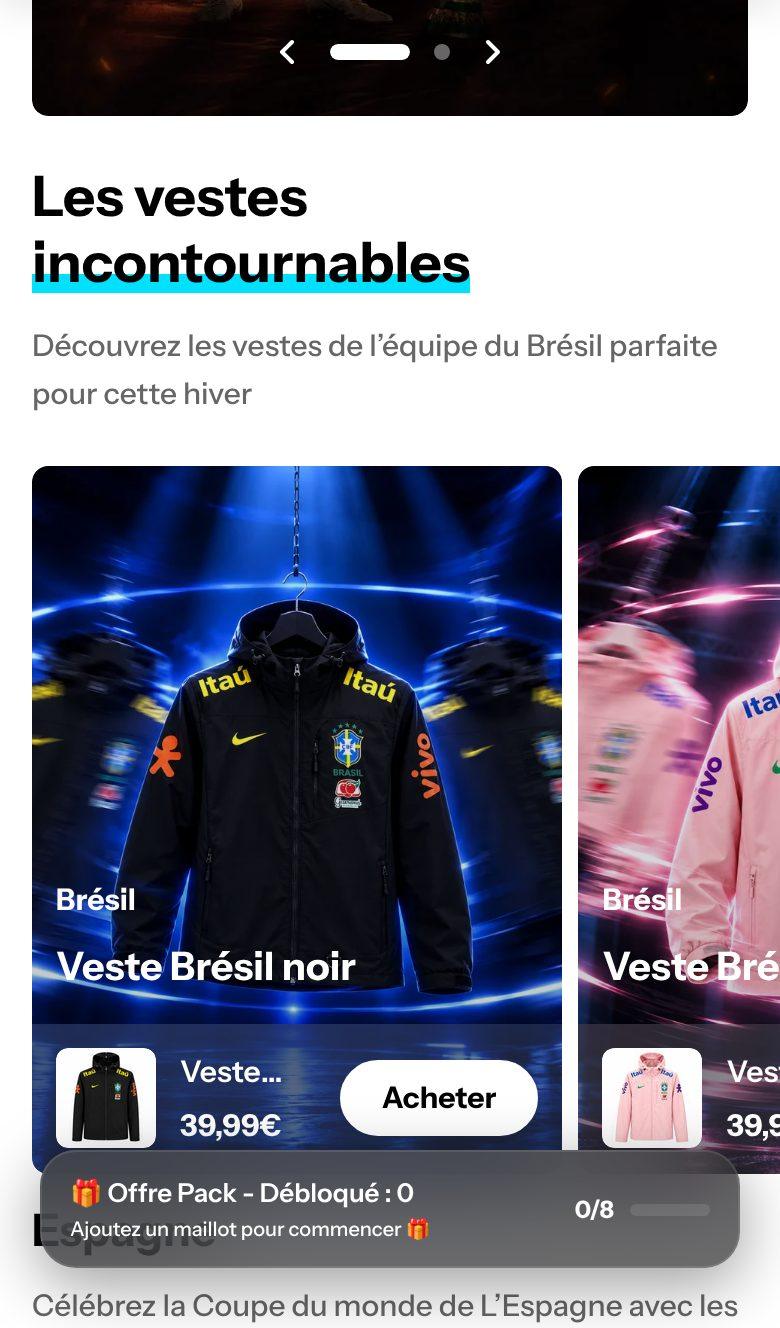 Les vestes
incontournables
Découvrez les vestes de l’équipe du Brésil parfaite
pour cette hiver
Itaú Itaú
vivo
BRASIL
Brésil
Veste Brésil noir
Veste...
39,99€
Acheter
Itaú
vivo
Brésil
Veste Bré
Ves
39,9
🎁 Offre Pack - Débloqué : 0
0/8
Ajoutez un maillot pour commencer 🎁
Espagne
Célébrez la Coupe du monde de L’Espagne avec les